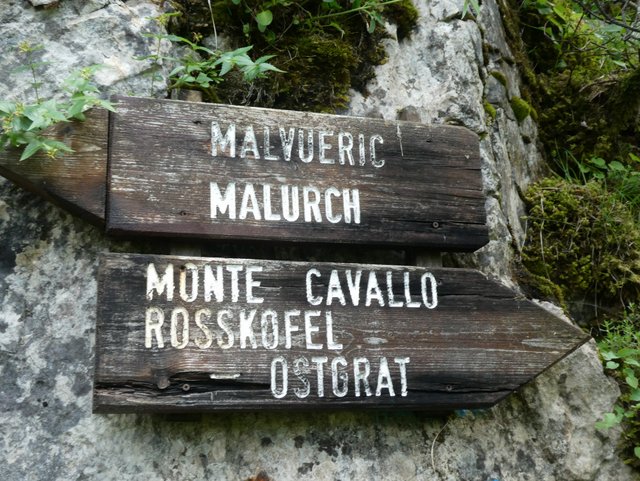 MALVUERIC
MALURCH
MONTE CAVALLO
ROSSKOFEL
OSTGRAT